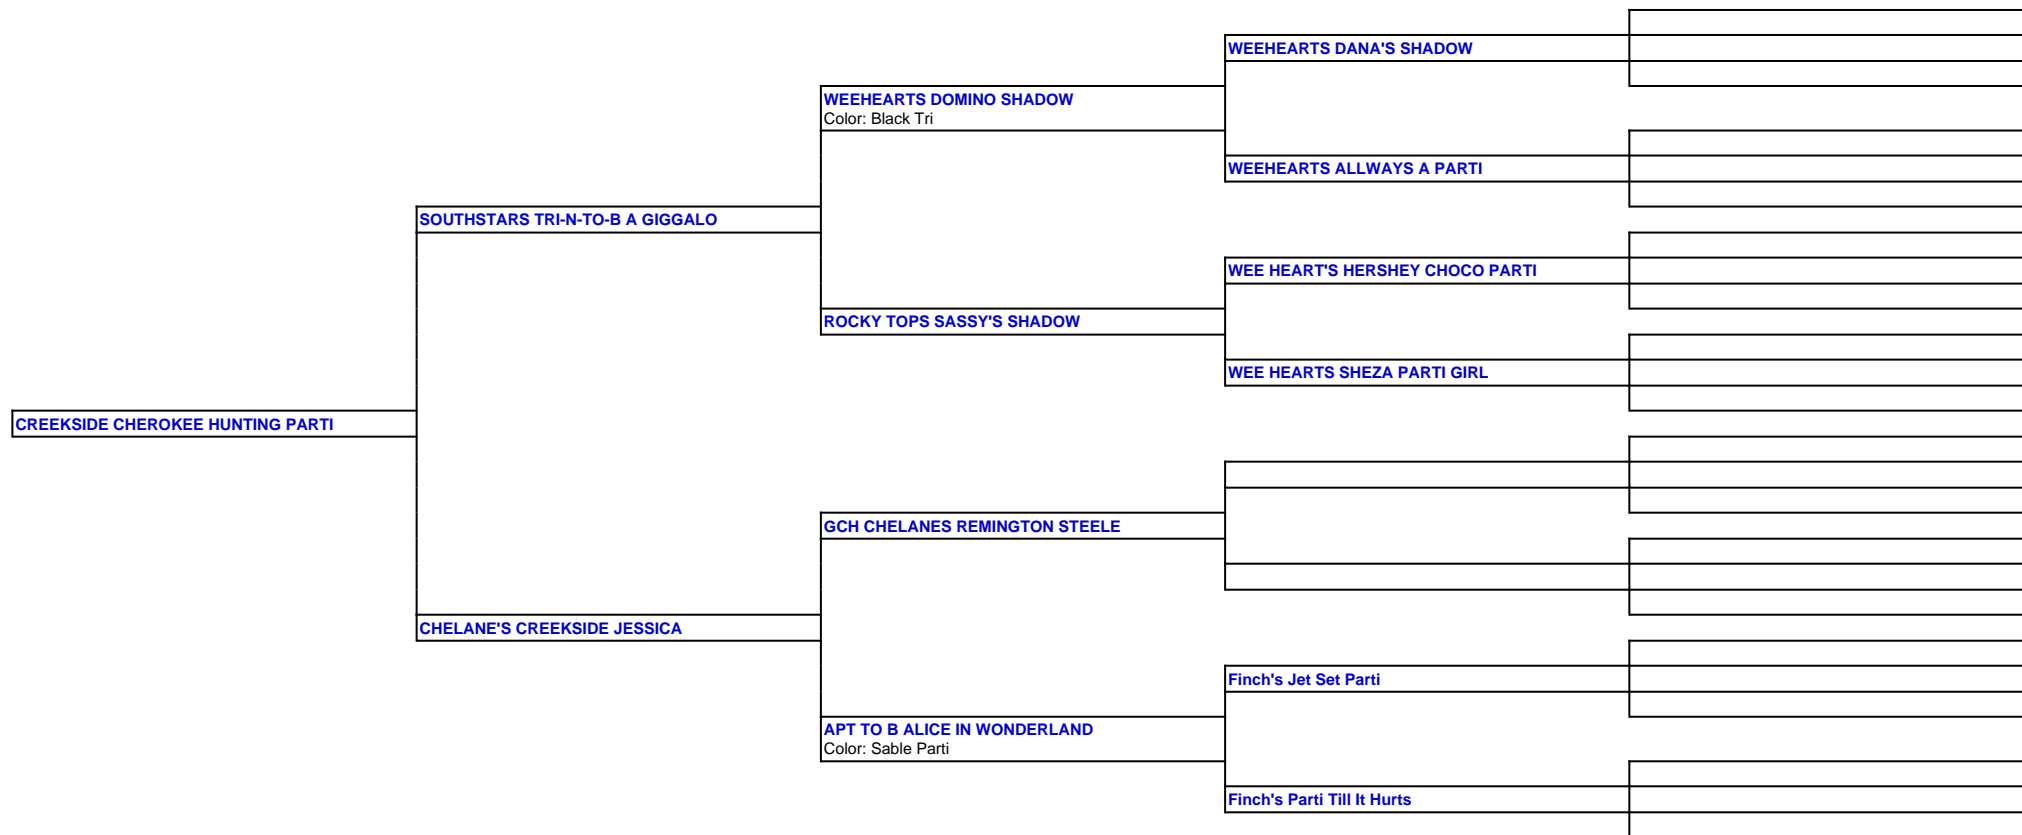 WEEHEARTS DANA'S SHADOW
WEEHEARTS DOMINO SHADOW
Color: Black Tri
WEEHEARTS ALLWAYS A PARTI
SOUTHSTARS TRI-N-TO-B A GIGGALO
WEE HEART'S HERSHEY CHOCO PARTI
ROCKY TOPS SASSY'S SHADOW
WEE HEARTS SHEZA PARTI GIRL
CREEKSIDE CHEROKEE HUNTING PARTI
GCH CHELANES REMINGTON STEELE
CHELANE'S CREEKSIDE JESSICA
Finch's Jet Set Parti
APT TO B ALICE IN WONDERLAND
Color: Sable Parti
Finch's Parti Till It Hurts